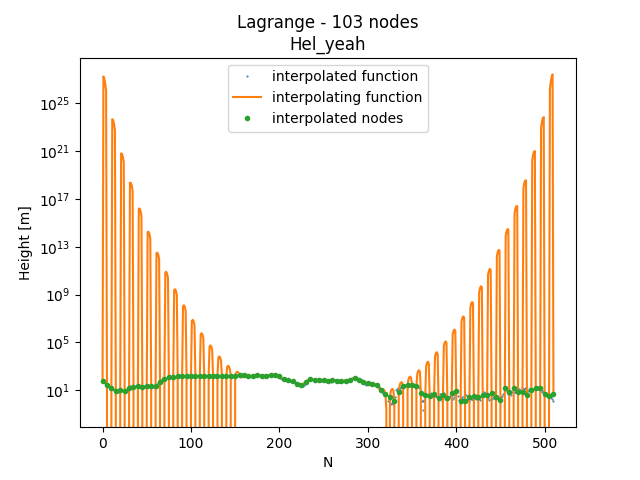 Lagrange - 103 nodes
Hel_yeah
interpolated function
interpolating function
interpolated nodes
Height [m]
10^25
10^21
10^17
10^13
10^9
10^5
10^1
0 100 200 300 400 500
N